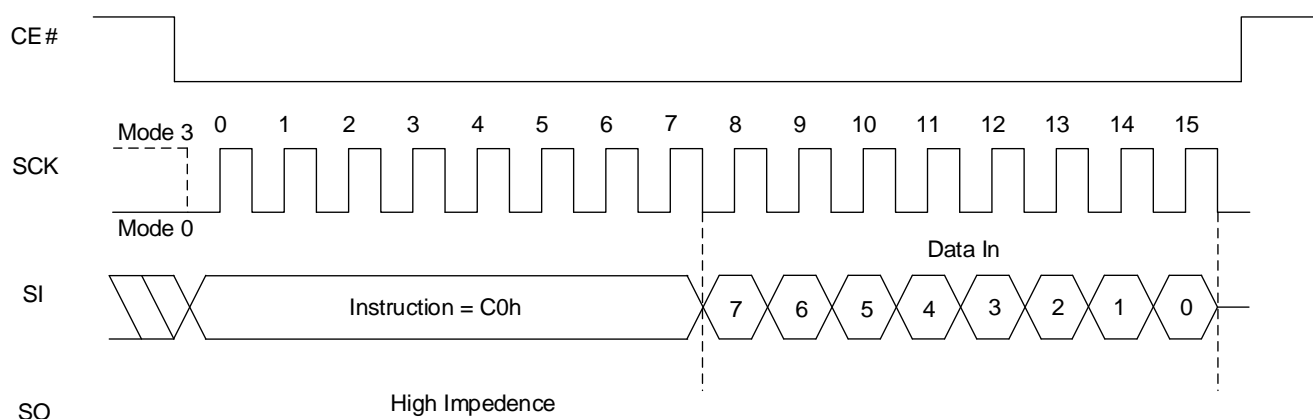 CE#
Mode 3
0 1 2 3 4 5 6 7 8 9 10 11 12 13 14 15
SCK
Mode 0
Data In
SI
Instruction = C0h
7 6 5 4 3 2 1 0
High Impedence
SO